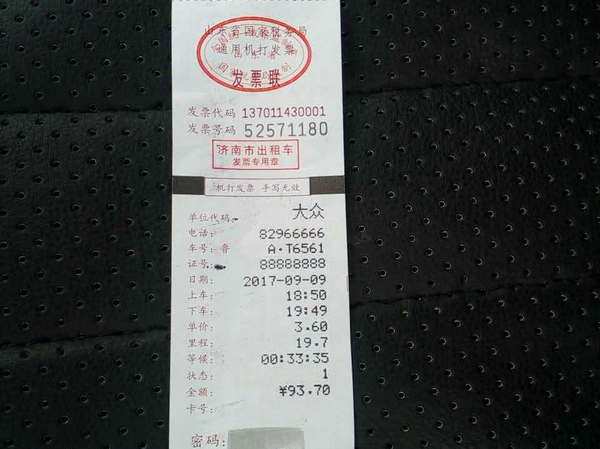 山东省国家税务局
通用机打发票
发票联
发票代码 137011430001
发票号码 52571180
济南市出租车
发票专用章
机打发票 手写无效
单位代码: 大众
电话: 82966666
车号: 鲁 A·T6561
证号: 88888888
日期: 2017-09-09
上车: 18:50
下车: 19:49
单价: 3.60
里程: 19.7
等候: 00:33:35
状态: 1
金额: ¥93.70
卡号:
密码: